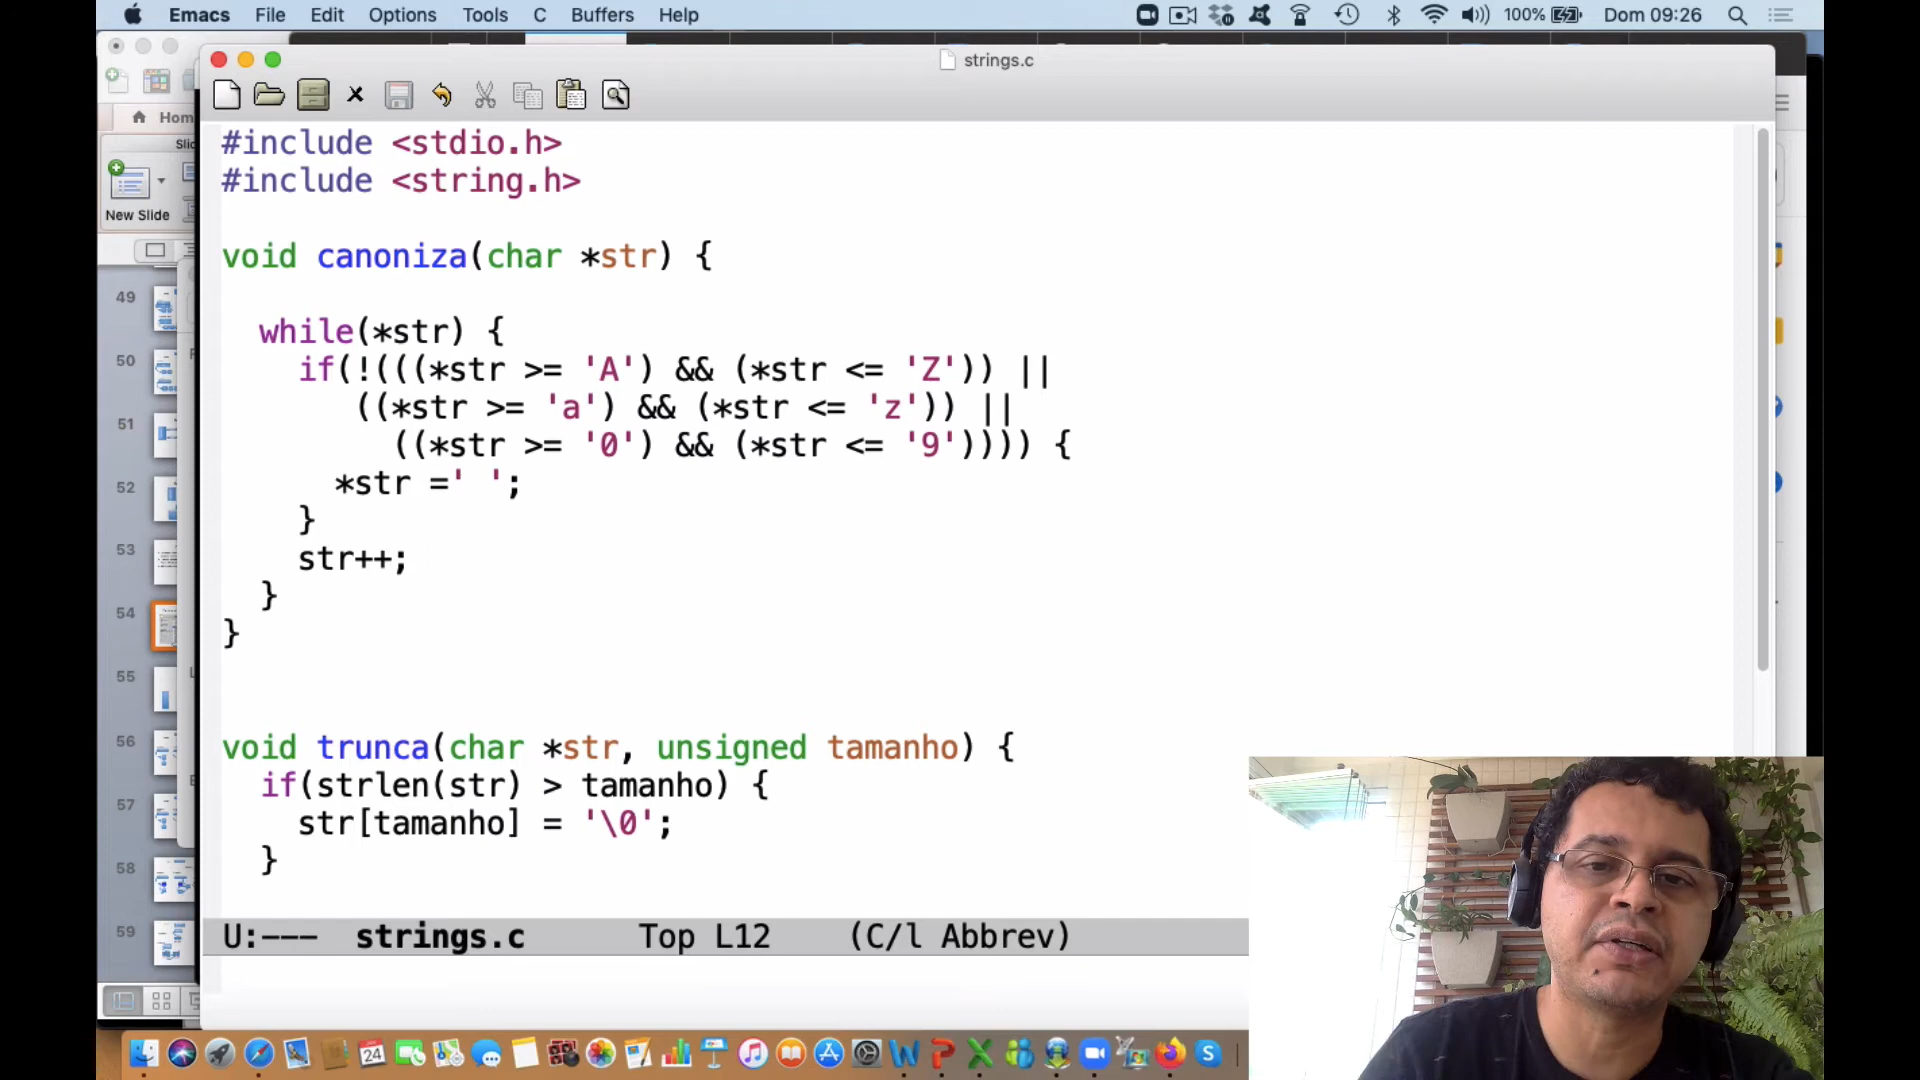 Emacs File Edit Options Tools C Buffers Help 100% Dom 09:26
strings.c
Hom
Slid
New Slide
#include <stdio.h>
#include <string.h>
void canoniza(char *str) {
while(*str) {
if(!(((*str >= 'A') && (*str <= 'Z')) ||
((*str >= 'a') && (*str <= 'z')) ||
((*str >= '0') && (*str <= '9')))) {
*str =' ';
}
str++;
}
}
void trunca(char *str, unsigned tamanho) {
if(strlen(str) > tamanho) {
str[tamanho] = '\0';
}
49
50
51
52
53
54
55
56
57
58
59
U:--- strings.c Top L12 (C/l Abbrev)
24